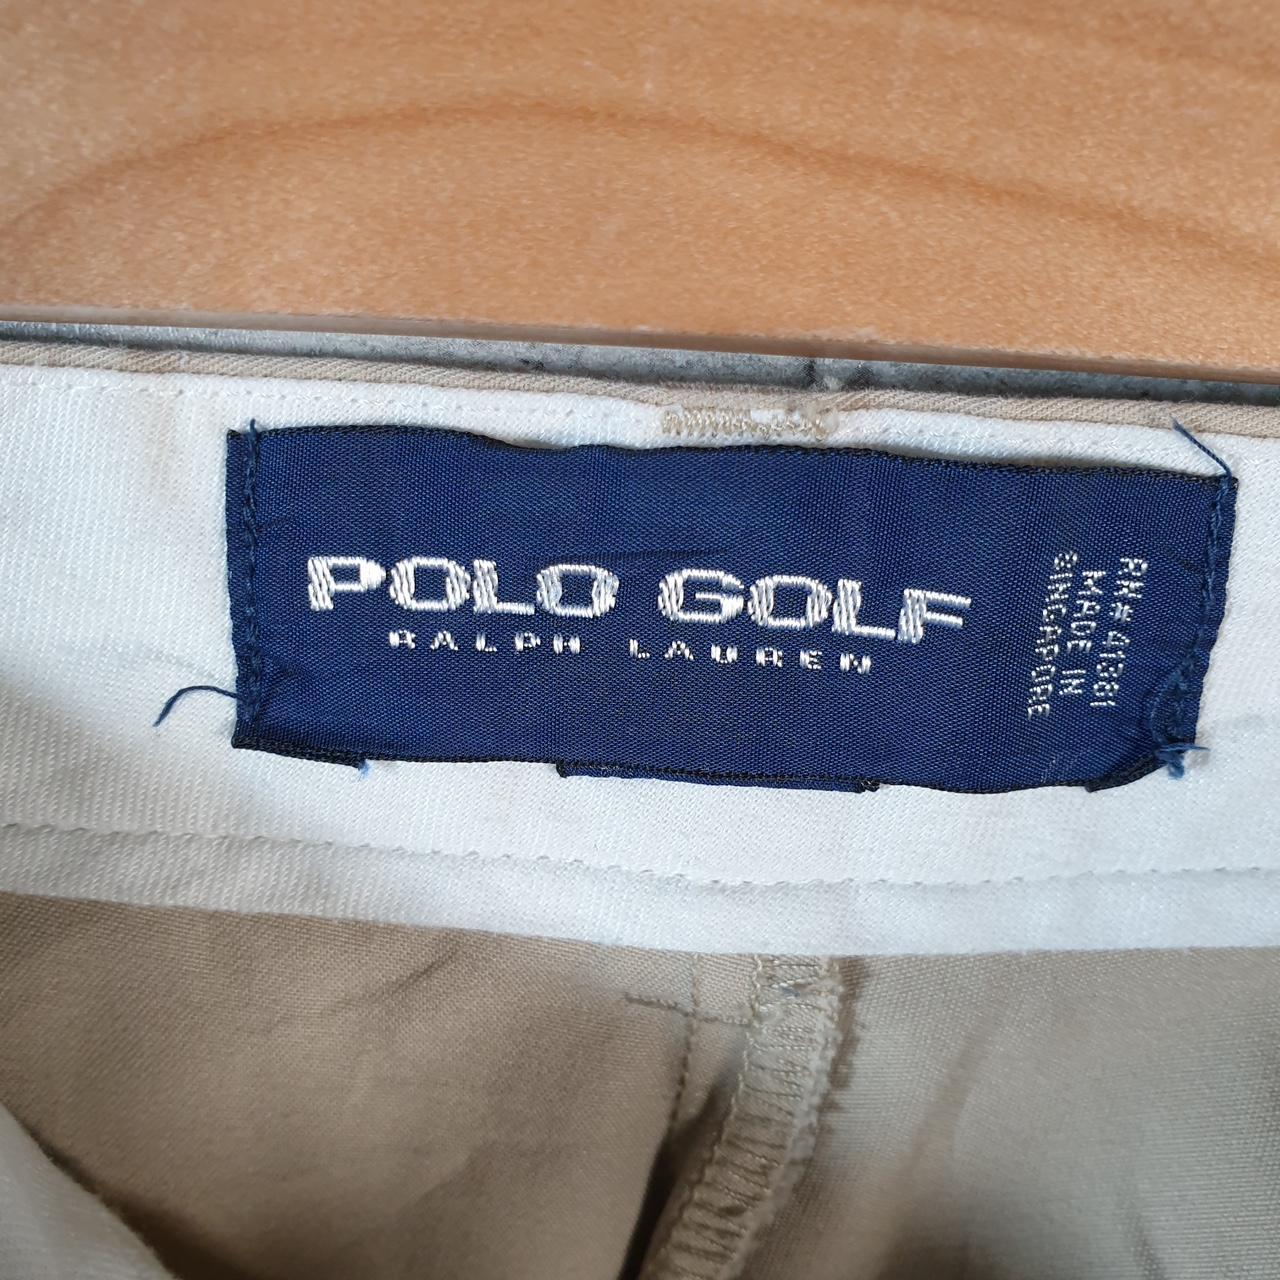 POLO GOLF
RALPH LAUREN
RN# 41381
MADE IN
SINGAPORE